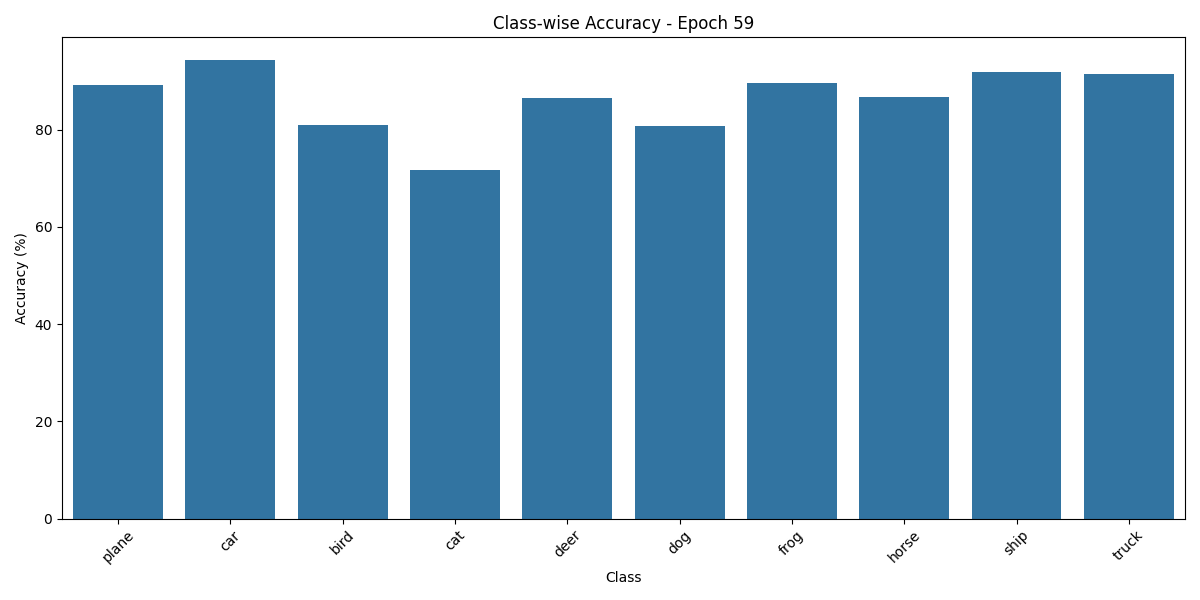 Class-wise Accuracy - Epoch 59
Accuracy (%)
80
60
40
20
0
plane car bird cat deer dog frog horse ship truck
Class